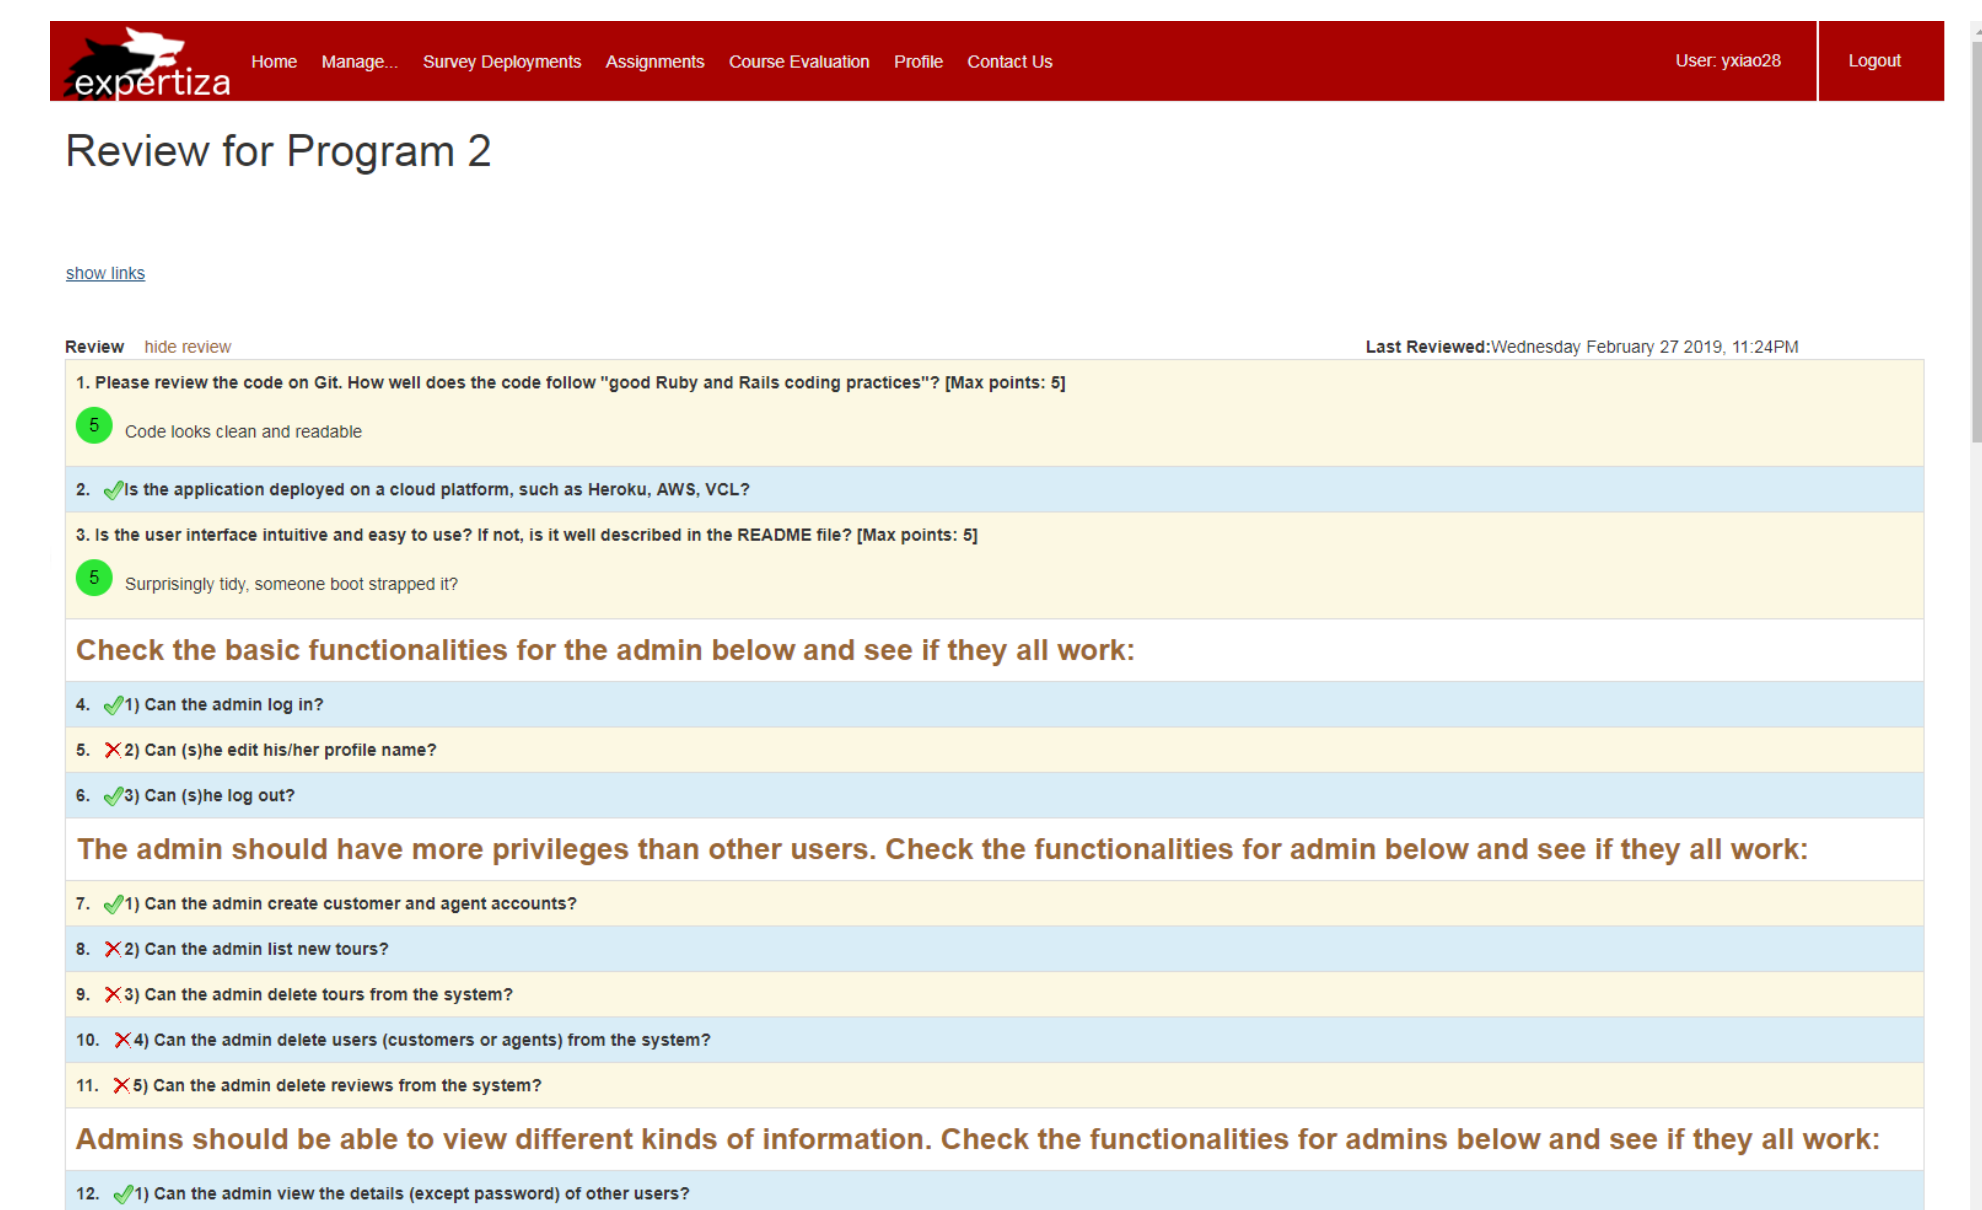 expertiza Home Manage... Survey Deployments Assignments Course Evaluation Profile Contact Us User: yxiao28 Logout
Review for Program 2
show links
Review hide review Last Reviewed:Wednesday February 27 2019, 11:24PM
1. Please review the code on Git. How well does the code follow "good Ruby and Rails coding practices"? [Max points: 5]
5 Code looks clean and readable
2. Is the application deployed on a cloud platform, such as Heroku, AWS, VCL?
3. Is the user interface intuitive and easy to use? If not, is it well described in the README file? [Max points: 5]
5 Surprisingly tidy, someone boot strapped it?
Check the basic functionalities for the admin below and see if they all work:
4. 1) Can the admin log in?
5. 2) Can (s)he edit his/her profile name?
6. 3) Can (s)he log out?
The admin should have more privileges than other users. Check the functionalities for admin below and see if they all work:
7. 1) Can the admin create customer and agent accounts?
8. 2) Can the admin list new tours?
9. 3) Can the admin delete tours from the system?
10. 4) Can the admin delete users (customers or agents) from the system?
11. 5) Can the admin delete reviews from the system?
Admins should be able to view different kinds of information. Check the functionalities for admins below and see if they all work:
12. 1) Can the admin view the details (except password) of other users?